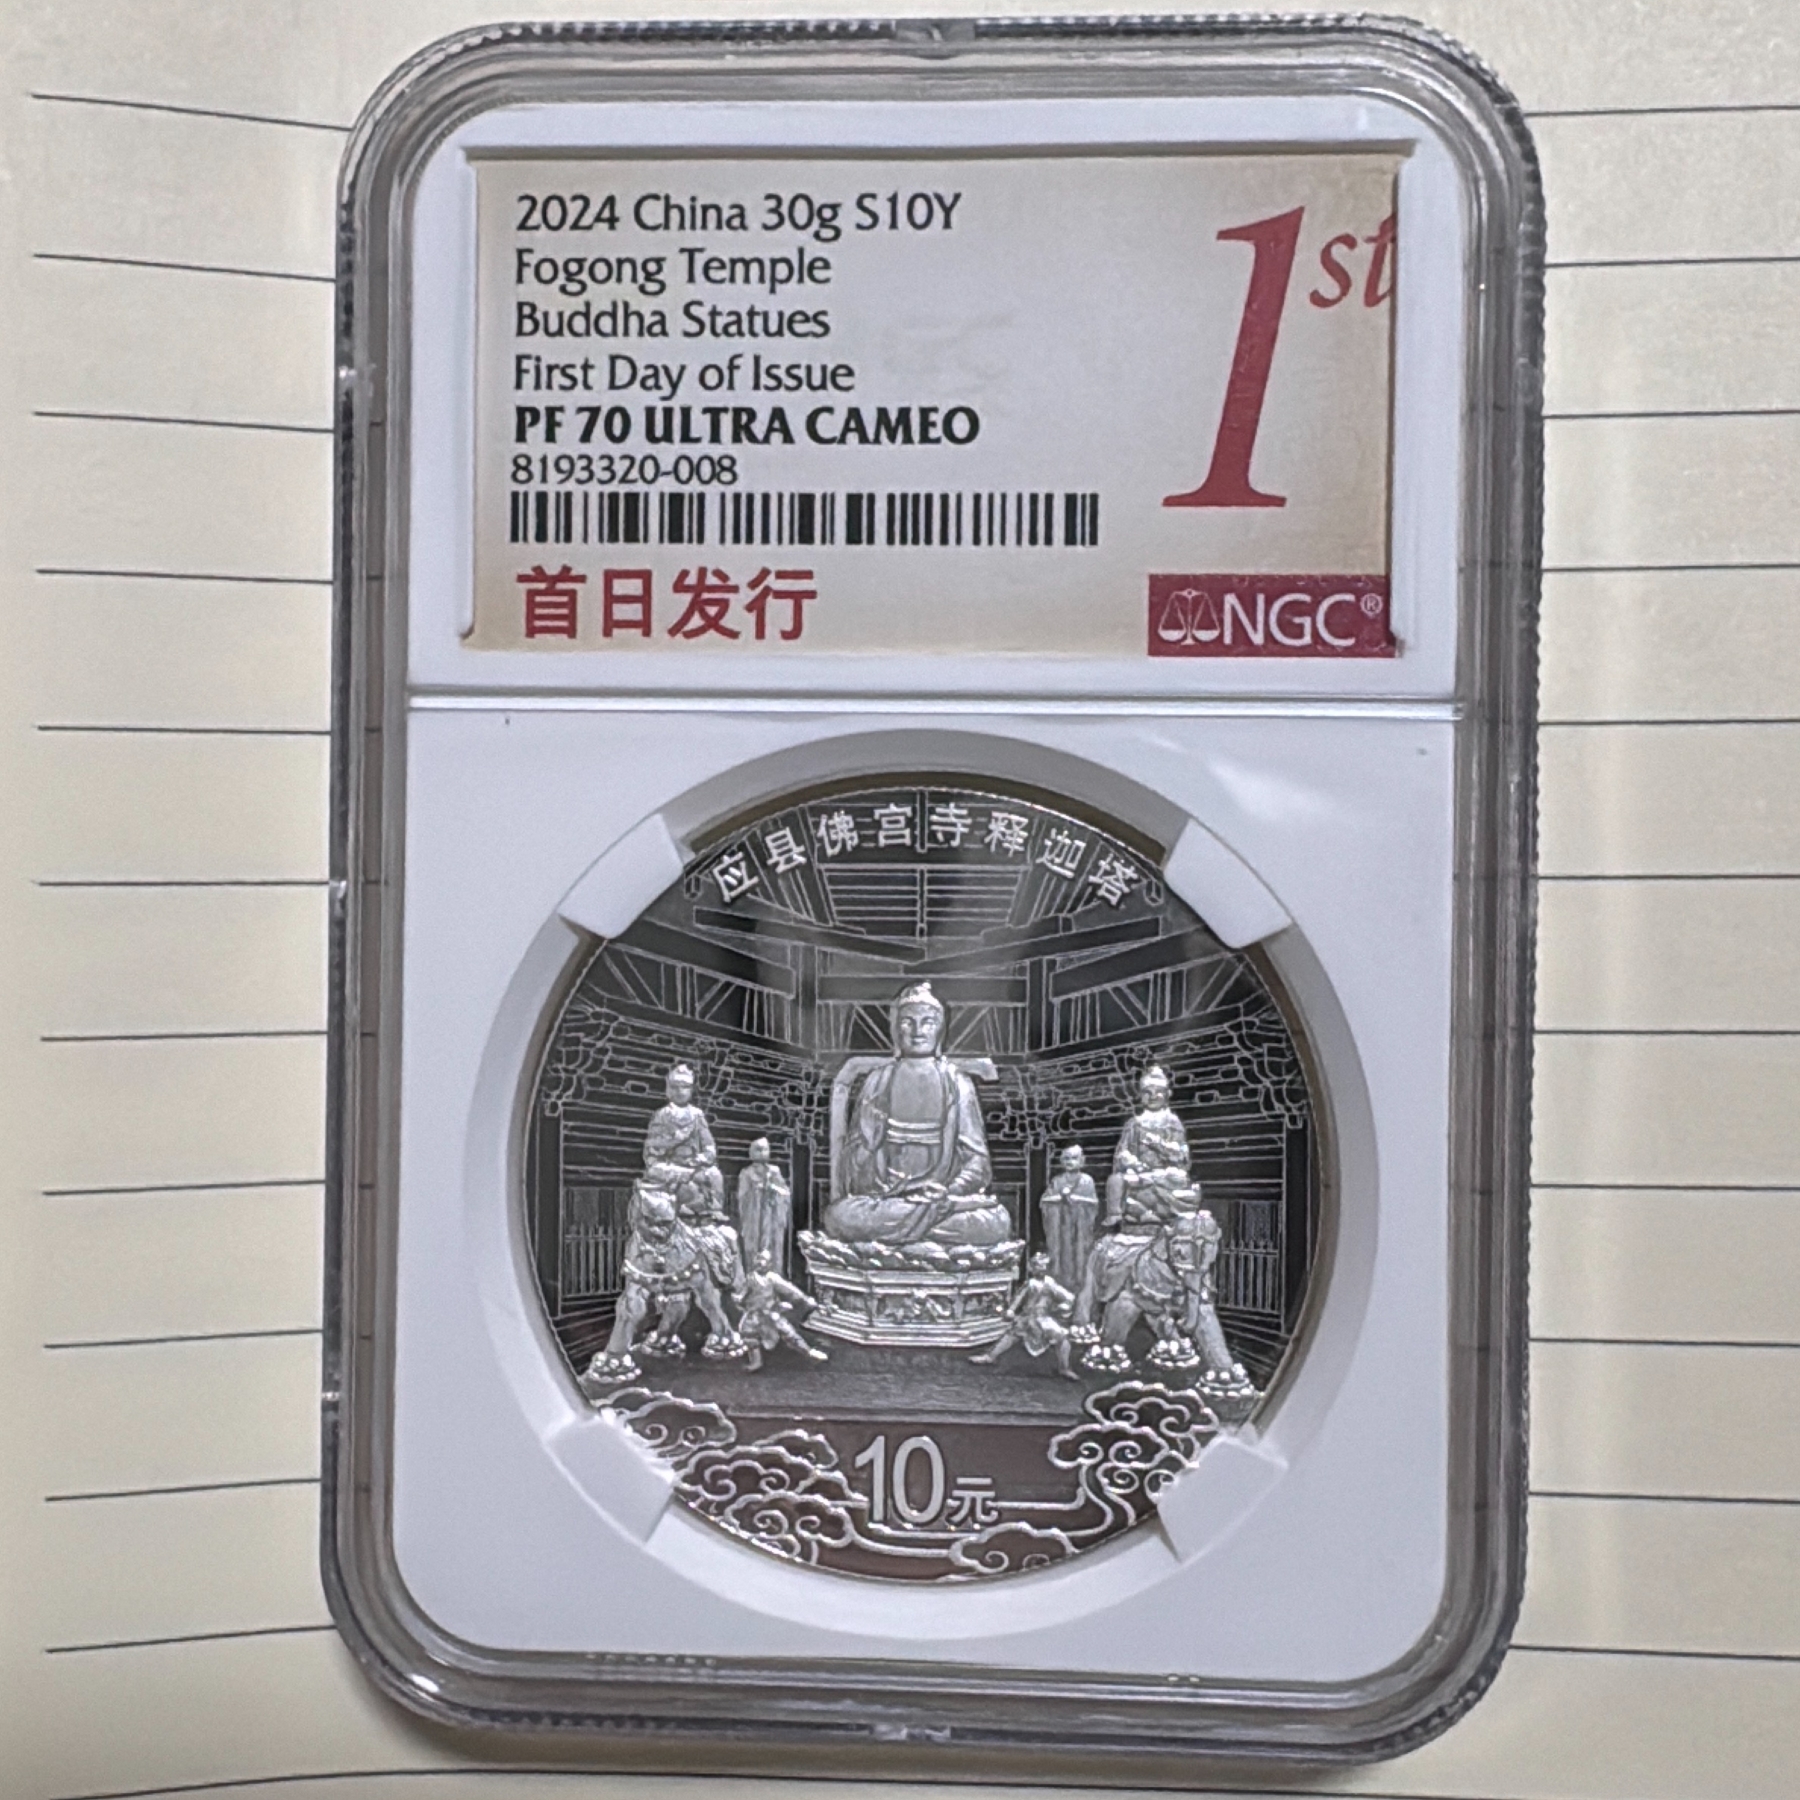 2024 China 30g S10Y
Fogong Temple
Buddha Statues
First Day of Issue
PF 70 ULTRA CAMEO
8193320-008
首日发行
1st
NGC®
应县佛宫寺释迦塔
10元